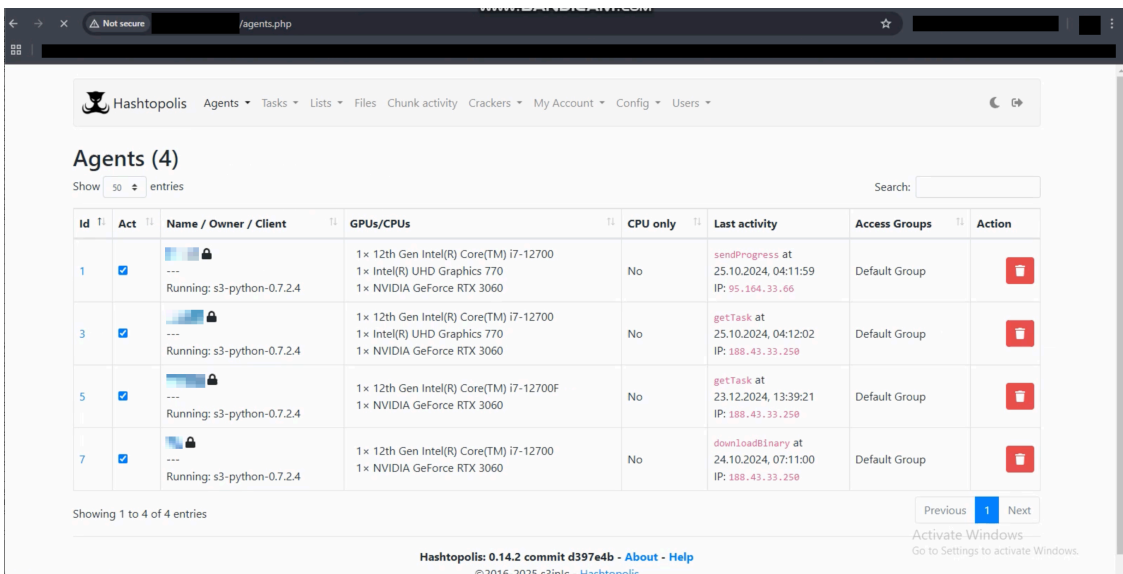 www.BANDICAM.COM
Not secure /agents.php
Hashtopolis Agents Tasks Lists Files Chunk activity Crackers My Account Config Users
Agents (4)
Show 50 entries Search:
Id Act Name / Owner / Client GPUs/CPUs CPU only Last activity Access Groups Action
1 --- Running: s3-python-0.7.2.4 1× 12th Gen Intel(R) Core(TM) i7-12700 1× Intel(R) UHD Graphics 770 1× NVIDIA GeForce RTX 3060 No sendProgress at 25.10.2024, 04:11:59 IP: 95.164.33.66 Default Group
3 --- Running: s3-python-0.7.2.4 1× 12th Gen Intel(R) Core(TM) i7-12700 1× Intel(R) UHD Graphics 770 1× NVIDIA GeForce RTX 3060 No getTask at 25.10.2024, 04:12:02 IP: 188.43.33.250 Default Group
5 --- Running: s3-python-0.7.2.4 1× 12th Gen Intel(R) Core(TM) i7-12700F 1× NVIDIA GeForce RTX 3060 No getTask at 23.12.2024, 13:39:21 IP: 188.43.33.250 Default Group
7 --- Running: s3-python-0.7.2.4 1× 12th Gen Intel(R) Core(TM) i7-12700 1× NVIDIA GeForce RTX 3060 No downloadBinary at 24.10.2024, 07:11:00 IP: 188.43.33.250 Default Group
Showing 1 to 4 of 4 entries Previous 1 Next
Activate Windows
Go to Settings to activate Windows.
Hashtopolis: 0.14.2 commit d397e4b - About - Help
©2016-2025 s3inlc - Hashtopolis